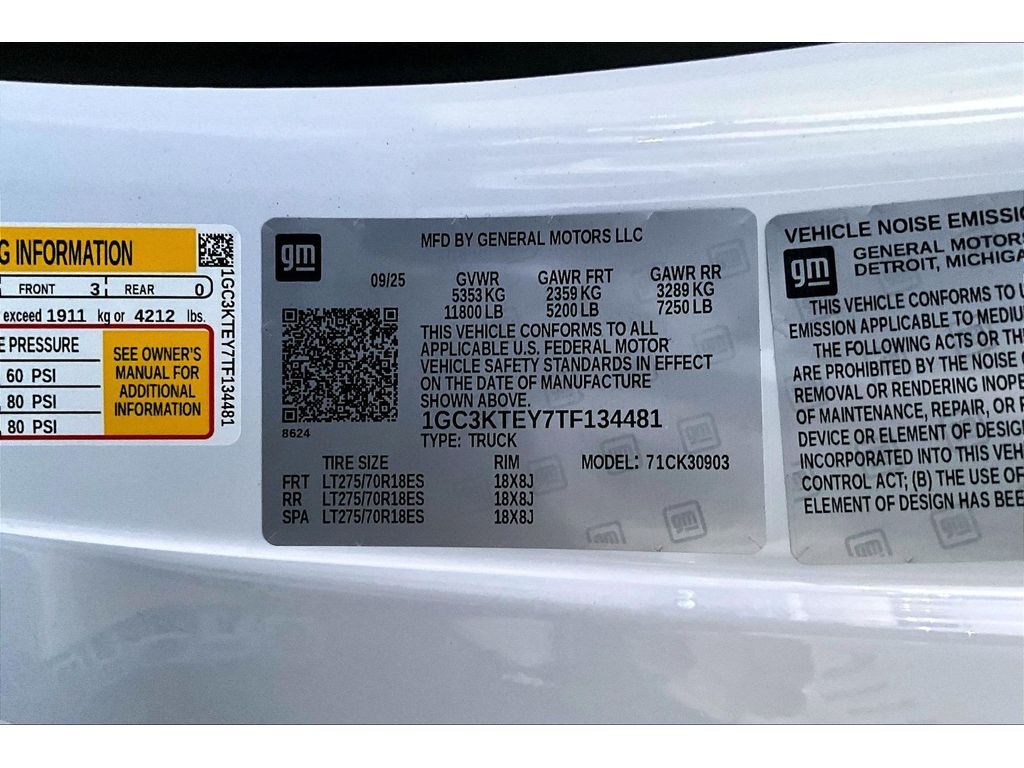 G INFORMATION
FRONT 3 REAR 0
exceed 1911 kg or 4212 lbs.
E PRESSURE
60 PSI
80 PSI
80 PSI
SEE OWNER'S
MANUAL FOR
ADDITIONAL
INFORMATION
1GC3KTEY7TF134481
gm
MFD BY GENERAL MOTORS LLC
09/25 GVWR GAWR FRT GAWR RR
5353 KG 2359 KG 3289 KG
11800 LB 5200 LB 7250 LB
THIS VEHICLE CONFORMS TO ALL
APPLICABLE U.S. FEDERAL MOTOR
VEHICLE SAFETY STANDARDS IN EFFECT
ON THE DATE OF MANUFACTURE
SHOWN ABOVE.
1GC3KTEY7TF134481
8624
TYPE: TRUCK
TIRE SIZE RIM MODEL: 71CK30903
FRT LT275/70R18ES 18X8J
RR LT275/70R18ES 18X8J
SPA LT275/70R18ES 18X8J
gm
gm
VEHICLE NOISE EMISSIO
gm
GENERAL MOTOR
DETROIT, MICHIGA
THIS VEHICLE CONFORMS TO U
EMISSION APPLICABLE TO MEDIU
THE FOLLOWING ACTS OR TH
ARE PROHIBITED BY THE NOISE
REMOVAL OR RENDERING INOPE
OF MAINTENANCE, REPAIR, OR
DEVICE OR ELEMENT OF DESIG
INCORPORATED INTO THIS VEH
CONTROL ACT; (B) THE USE OF
ELEMENT OF DESIGN HAS BEE
gm
gm